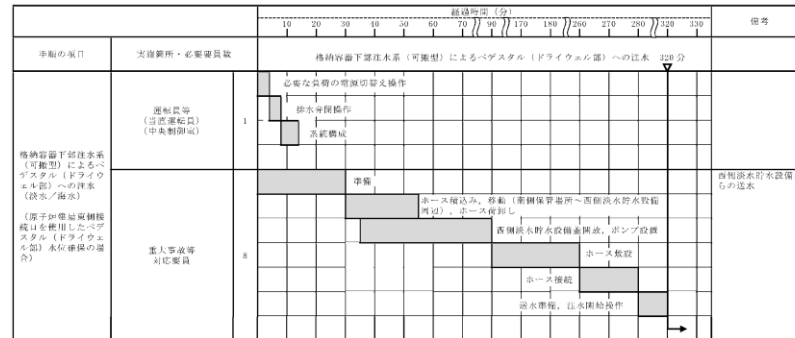 経過時間（分）
備考
10 20 30 40 50 60 70 80 90 170 180 260 270 280 320 330
手順の項目
実施箇所・必要要員数
格納容器下部注水系（可搬型）によるペデスタル（ドライウェル部）への注水 320分
格納容器下部注水系
（可搬型）によるペ
デスタル（ドライウ
ェル部）への注水
（淡水／海水）
（原子炉建屋東側接
続口を使用したペデ
スタル（ドライウェ
ル部）水位確保の場
合）
運転員等
（当直運転員）
（中央制御室）
1
必要な負荷の電源切替え操作
排水弁閉操作
系統構成
重大事故等
対応要員
8
準備
ホース積込み，移動（南側保管場所～西側淡水貯水設備
周辺），ホース荷卸し
西側淡水貯水設備蓋開放，ポンプ設置
ホース敷設
ホース接続
送水準備，注水開始操作
西側淡水貯水設備
らの送水